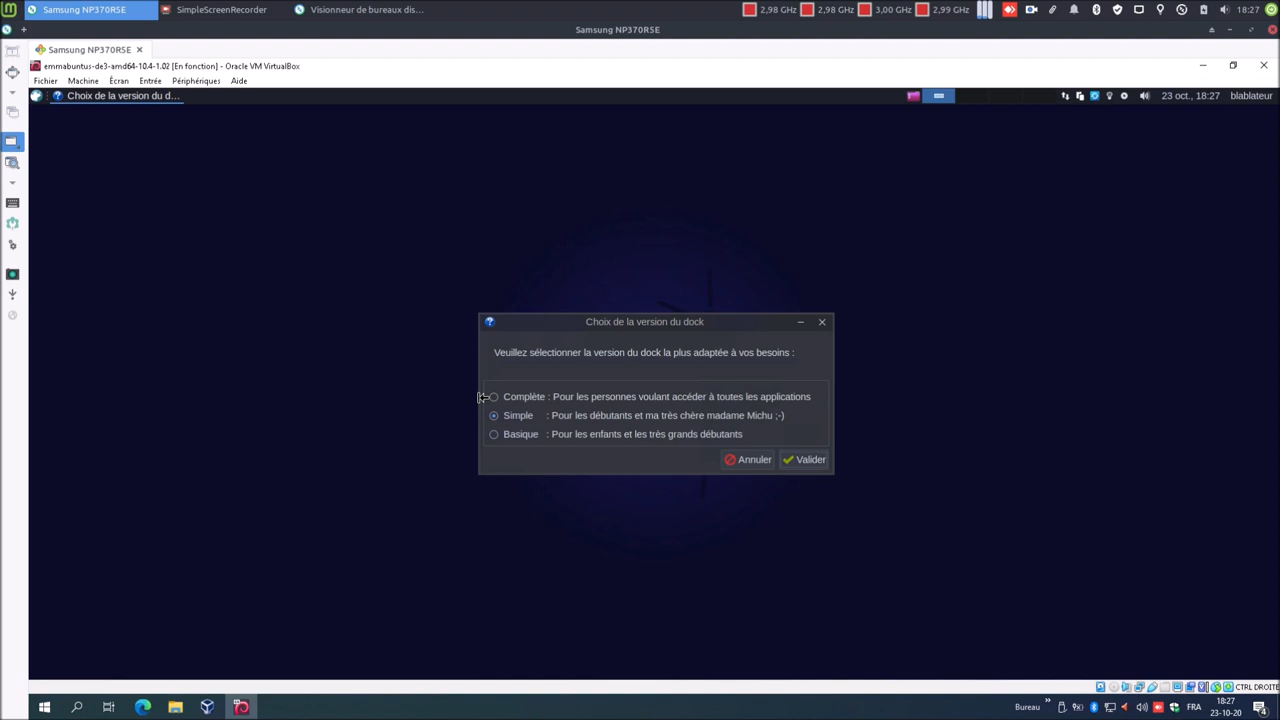 Samsung NP370R5E
SimpleScreenRecorder
Visionneur de bureaux dis...
2,98 GHz
2,98 GHz
3,00 GHz
2,99 GHz
18:27
Samsung NP370R5E
Samsung NP370R5E
emmabuntus-de3-amd64-10.4-1.02 [En fonction] - Oracle VM VirtualBox
Fichier Machine Écran Entrée Périphériques Aide
Choix de la version du d...
23 oct., 18:27
blablateur
Choix de la version du dock
Veuillez sélectionner la version du dock la plus adaptée à vos besoins :
Complète : Pour les personnes voulant accéder à toutes les applications
Simple : Pour les débutants et ma très chère madame Michu ;-)
Basique : Pour les enfants et les très grands débutants
Annuler
Valider
CTRL DROITE
Bureau
FRA
18:27
23-10-20
4